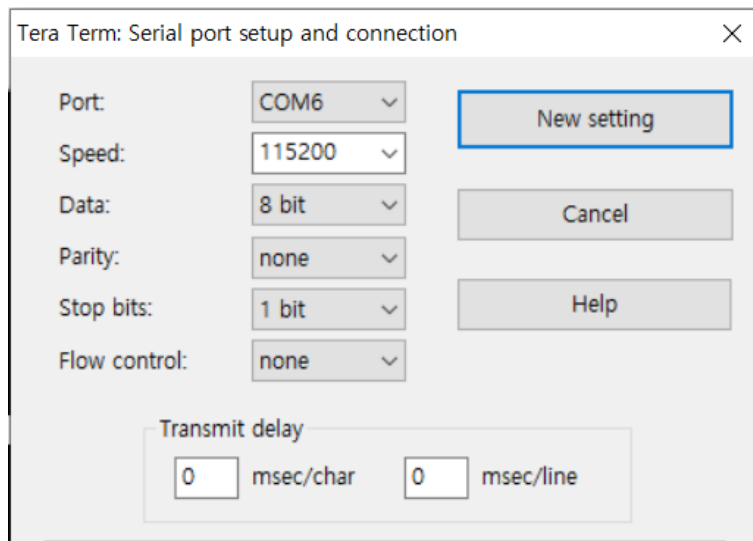 Tera Term: Serial port setup and connection
Port: COM6 New setting
Speed: 115200
Data: 8 bit Cancel
Parity: none
Stop bits: 1 bit Help
Flow control: none
Transmit delay
0 msec/char 0 msec/line